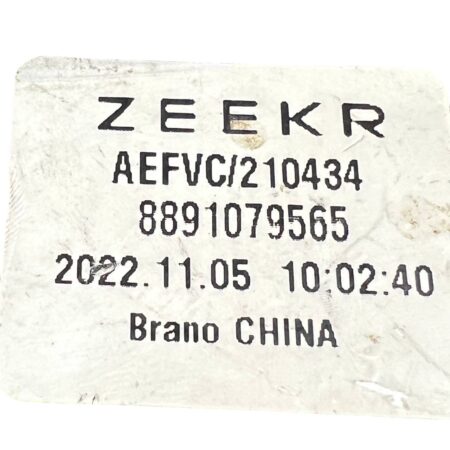 ZEEKR
AEFVC/210434
8891079565
2022.11.05 10:02:40
Brano CHINA